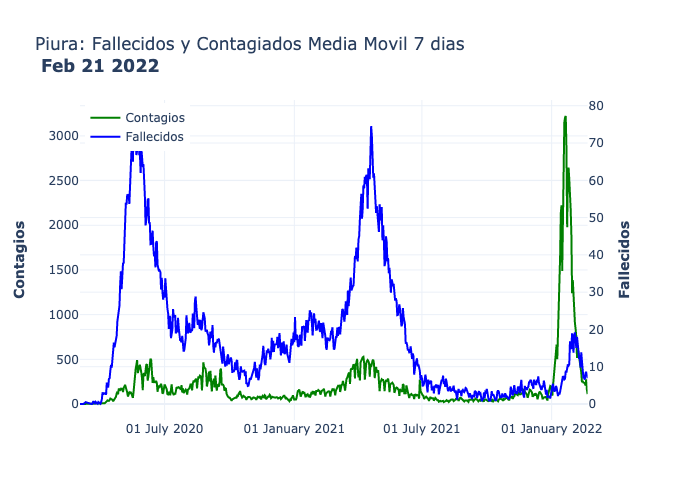 Piura: Fallecidos y Contagiados Media Movil 7 dias
Feb 21 2022
Contagios
Fallecidos
3000
2500
2000
1500
1000
500
0
80
70
60
50
40
30
20
10
0
Contagios
Fallecidos
01 July 2020
01 January 2021
01 July 2021
01 January 2022